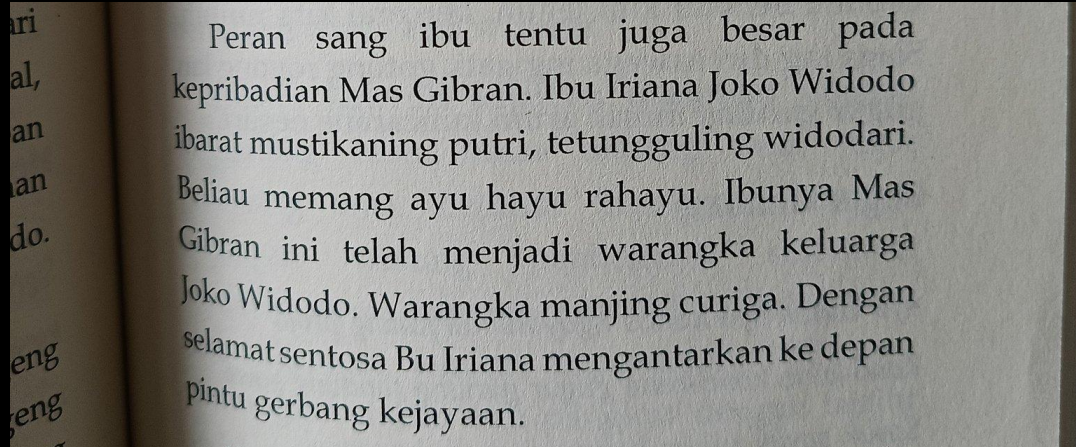 Peran sang ibu tentu juga besar pada
kepribadian Mas Gibran. Ibu Iriana Joko Widodo
ibarat mustikaning putri, tetungguling widodari.
Beliau memang ayu hayu rahayu. Ibunya Mas
Gibran ini telah menjadi warangka keluarga
Joko Widodo. Warangka manjing curiga. Dengan
selamat sentosa Bu Iriana mengantarkan ke depan
pintu gerbang kejayaan.